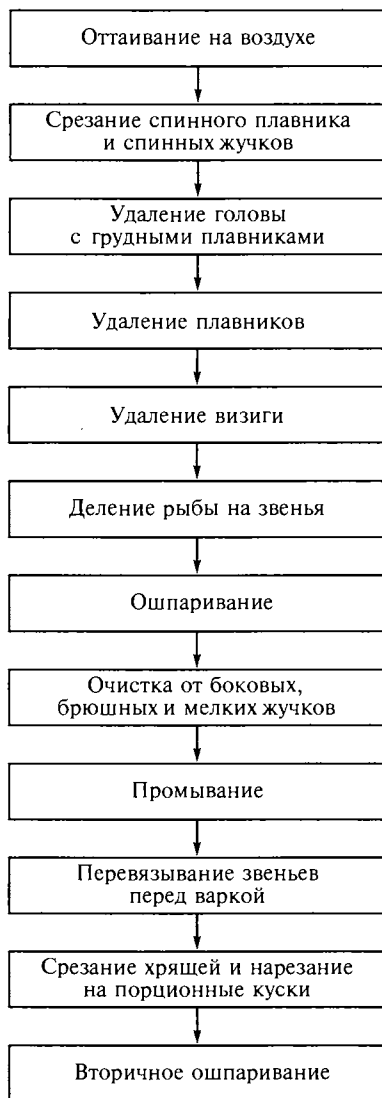 Оттаивание на воздухе
Срезание спинного плавника
и спинных жучков
Удаление головы
с грудными плавниками
Удаление плавников
Удаление визиги
Деление рыбы на звенья
Ошпаривание
Очистка от боковых,
брюшных и мелких жучков
Промывание
Перевязывание звеньев
перед варкой
Срезание хрящей и нарезание
на порционные куски
Вторичное ошпаривание